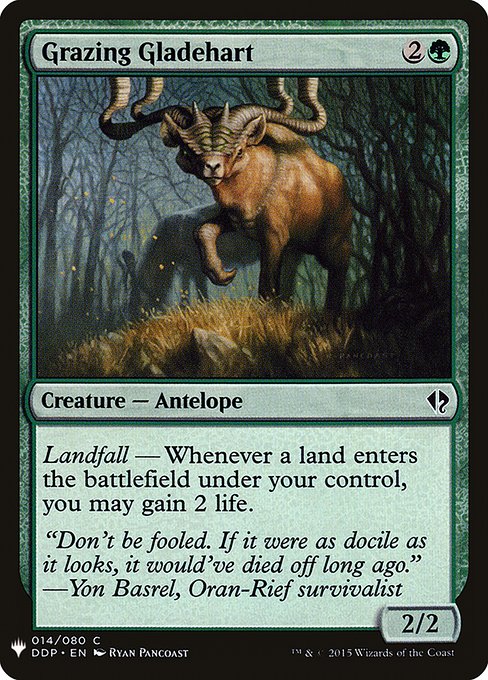 Grazing Gladehart 2
R. PANCOAST
Creature — Antelope
Landfall — Whenever a land enters
the battlefield under your control,
you may gain 2 life.
“Don’t be fooled. If it were as docile as
it looks, it would’ve died off long ago.”
—Yon Basrel, Oran-Rief survivalist
2/2
014/080 C
DDP • EN RYAN PANCOAST
™ & © 2015 Wizards of the Coast